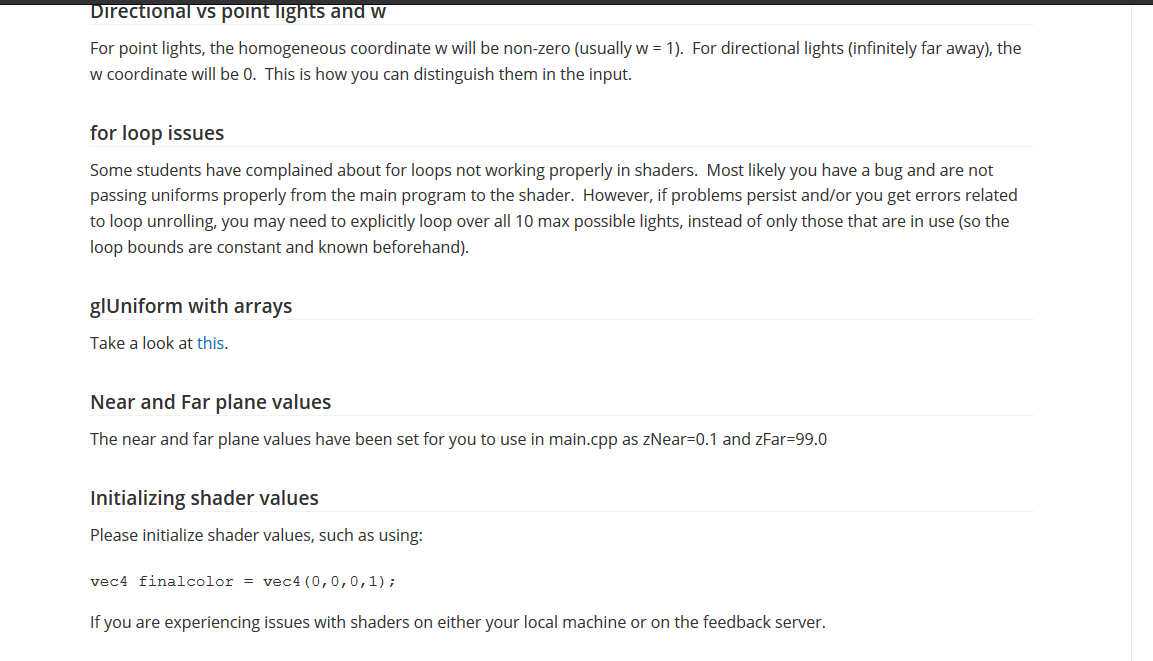 Directional vs point lights and w
For point lights, the homogeneous coordinate w will be non-zero (usually w = 1).  For directional lights (infinitely far away), the
w coordinate will be 0.  This is how you can distinguish them in the input.
for loop issues
Some students have complained about for loops not working properly in shaders.  Most likely you have a bug and are not
passing uniforms properly from the main program to the shader.  However, if problems persist and/or you get errors related
to loop unrolling, you may need to explicitly loop over all 10 max possible lights, instead of only those that are in use (so the
loop bounds are constant and known beforehand).
glUniform with arrays
Take a look at this.
Near and Far plane values
The near and far plane values have been set for you to use in main.cpp as zNear=0.1 and zFar=99.0
Initializing shader values
Please initialize shader values, such as using:
vec4 finalcolor = vec4(0,0,0,1);
If you are experiencing issues with shaders on either your local machine or on the feedback server.